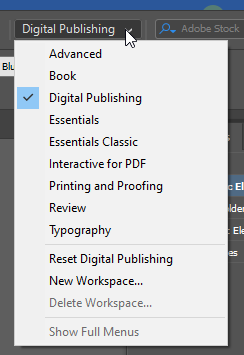 Digital Publishing
Adobe Stock
Blu
Advanced
Book
Digital Publishing
Essentials
Essentials Classic
Interactive for PDF
Printing and Proofing
Review
Typography
Reset Digital Publishing
New Workspace...
Delete Workspace...
Show Full Menus